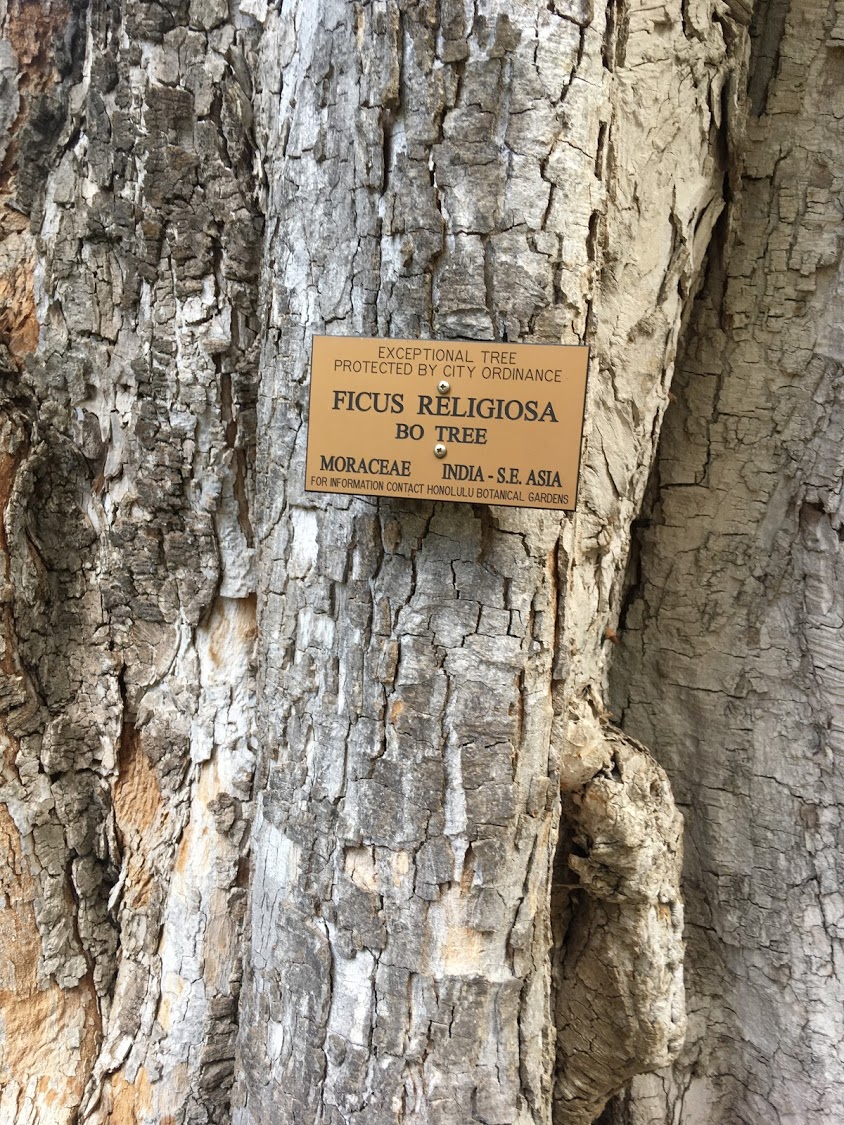 EXCEPTIONAL TREE
PROTECTED BY CITY ORDINANCE
FICUS RELIGIOSA
BO TREE
MORACEAE INDIA - S.E. ASIA
FOR INFORMATION CONTACT HONOLULU BOTANICAL GARDENS